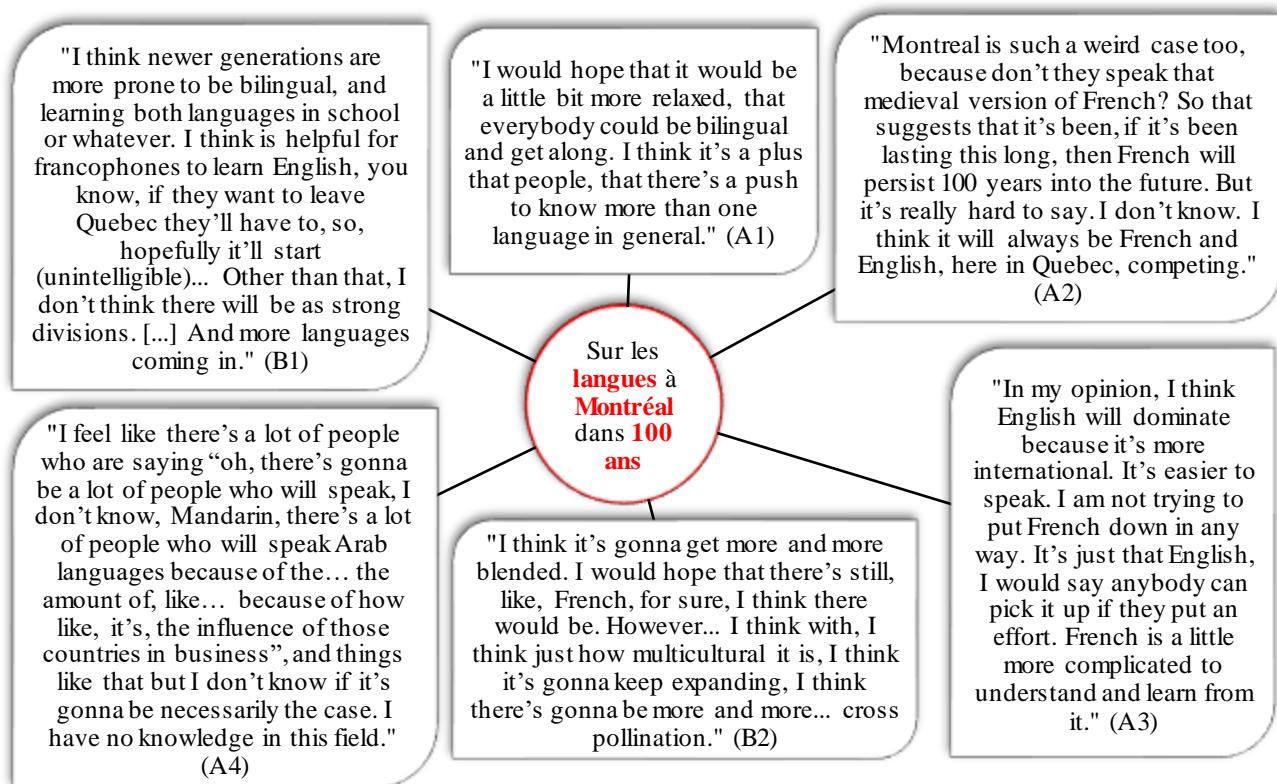 "I think newer generations are
more prone to be bilingual, and
learning both languages in school
or whatever. I think is helpful for
francophones to learn English, you
know, if they want to leave
Quebec they'll have to, so,
hopefully it'll start
(unintelligible)... Other than that, I
don't think there will be as strong
divisions. [...] And more languages
coming in." (B1)
"I would hope that it would be
a little bit more relaxed, that
everybody could be bilingual
and get along. I think it's a plus
that people, that there's a push
to know more than one
language in general." (A1)
"Montreal is such a weird case too,
because don't they speak that
medieval version of French? So that
suggests that it's been, if it's been
lasting this long, then French will
persist 100 years into the future. But
it's really hard to say. I don't know. I
think it will always be French and
English, here in Quebec, competing."
(A2)
Sur les
langues à
Montréal
dans 100
ans
"I feel like there's a lot of people
who are saying “oh, there's gonna
be a lot of people who will speak, I
don't know, Mandarin, there's a lot
of people who will speak Arab
languages because of the… the
amount of, like… because of how
like, it's, the influence of those
countries in business”, and things
like that but I don't know if it's
gonna be necessarily the case. I
have no knowledge in this field."
(A4)
"I think it's gonna get more and more
blended. I would hope that there's still,
like, French, for sure, I think there
would be. However... I think with, I
think just how multicultural it is, I think
it's gonna keep expanding, I think
there's gonna be more and more... cross
pollination." (B2)
"In my opinion, I think
English will dominate
because it's more
international. It's easier to
speak. I am not trying to
put French down in any
way. It's just that English,
I would say anybody can
pick it up if they put an
effort. French is a little
more complicated to
understand and learn from
it." (A3)